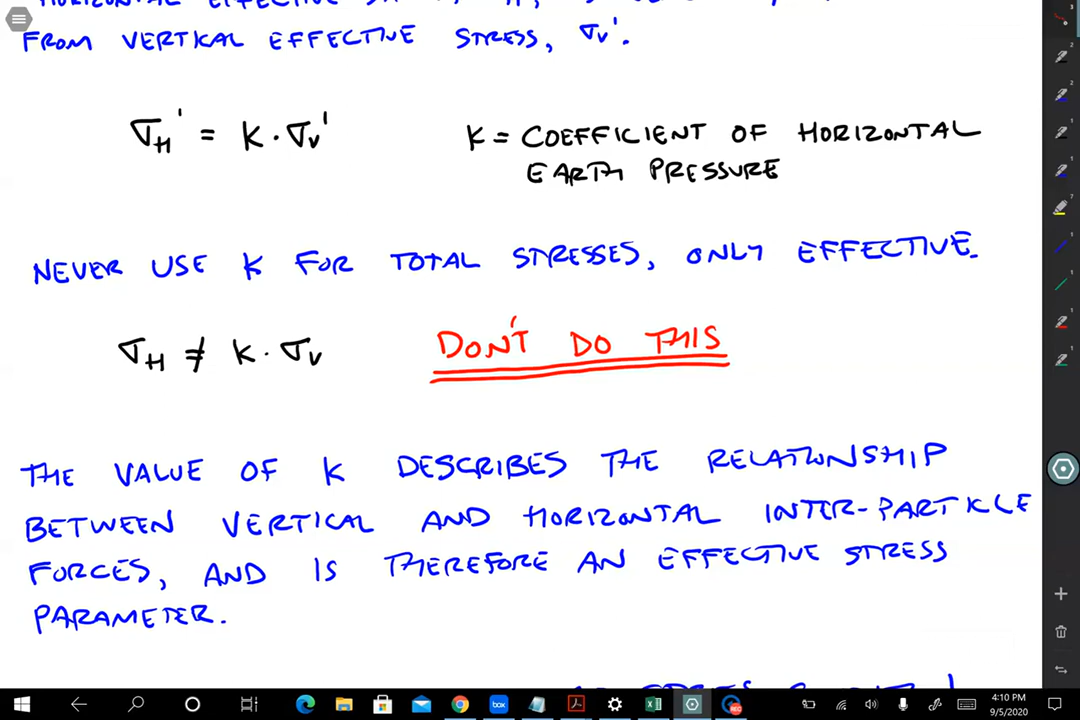 HORIZONTAL EFFECTIVE
FROM VERTICAL EFFECTIVE STRESS, σv'.
σH' = K · σv' K = COEFFICIENT OF HORIZONTAL
EARTH PRESSURE
NEVER USE K FOR TOTAL STRESSES, ONLY EFFECTIVE.
σH ≠ K · σv DON'T DO THIS
THE VALUE OF K DESCRIBES THE RELATIONSHIP
BETWEEN VERTICAL AND HORIZONTAL INTER-PARTICLE
FORCES, AND IS THEREFORE AN EFFECTIVE STRESS
PARAMETER.
4:10 PM
9/5/2020